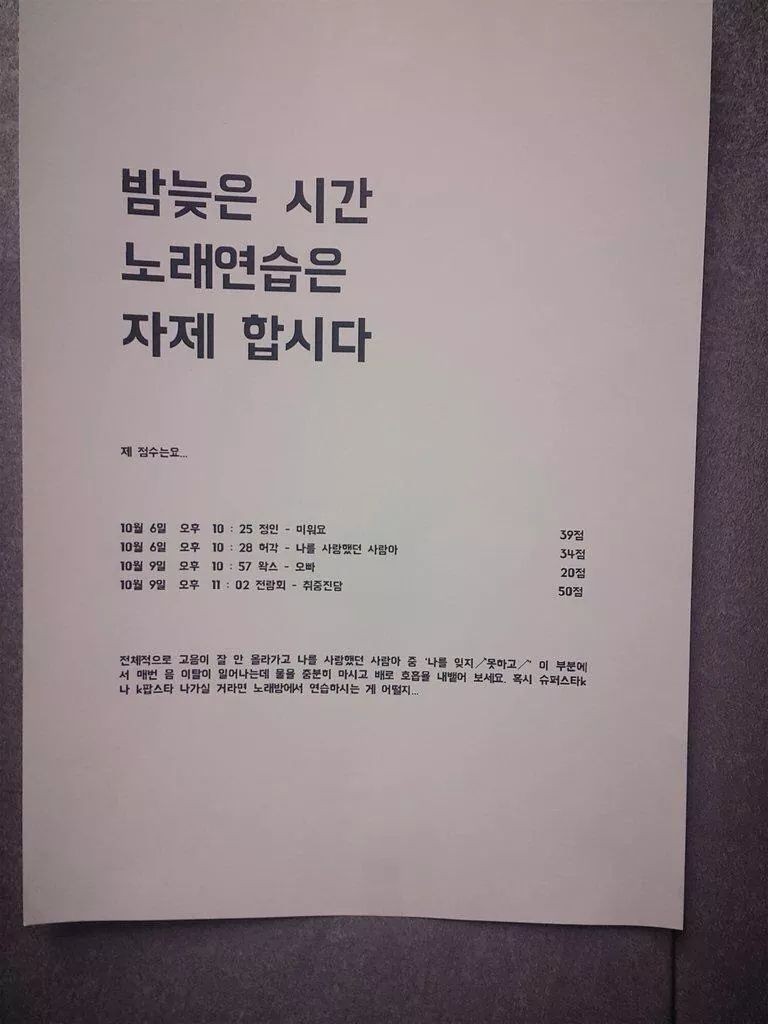 밤늦은 시간
노래연습은
자제 합시다
제 점수는요...
10월 6일 오후 10 : 25 정인 - 미워요 39점
10월 6일 오후 10 : 28 허각 - 나를 사랑했던 사람아 34점
10월 9일 오후 10 : 57 왁스 - 오빠 20점
10월 9일 오후 11 : 02 전람회 - 취중진담 50점
전체적으로 고음이 잘 안 올라가고 나를 사랑했던 사람아 중 '나를 잊지／못하고／' 이 부분에
서 매번 음 이탈이 일어나는데 물을 충분히 마시고 배로 호흡을 내뱉어 보세요. 혹시 슈퍼스타k
나 k팝스타 나가실 거라면 노래방에서 연습하시는 게 어떨지...